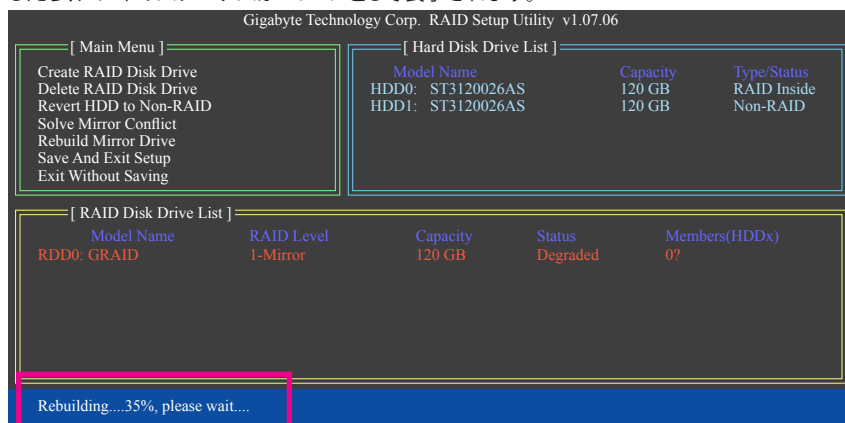 Gigabyte Technology Corp. RAID Setup Utility v1.07.06
[ Main Menu ]
Create RAID Disk Drive
Delete RAID Disk Drive
Revert HDD to Non-RAID
Solve Mirror Conflict
Rebuild Mirror Drive
Save And Exit Setup
Exit Without Saving
[ Hard Disk Drive List ]
Model Name Capacity Type/Status
HDD0: ST3120026AS 120 GB RAID Inside
HDD1: ST3120026AS 120 GB Non-RAID
[ RAID Disk Drive List ]
Model Name RAID Level Capacity Status Members(HDDx)
RDD0: GRAID 1-Mirror 120 GB Degraded 0?
Rebuilding....35%, please wait....